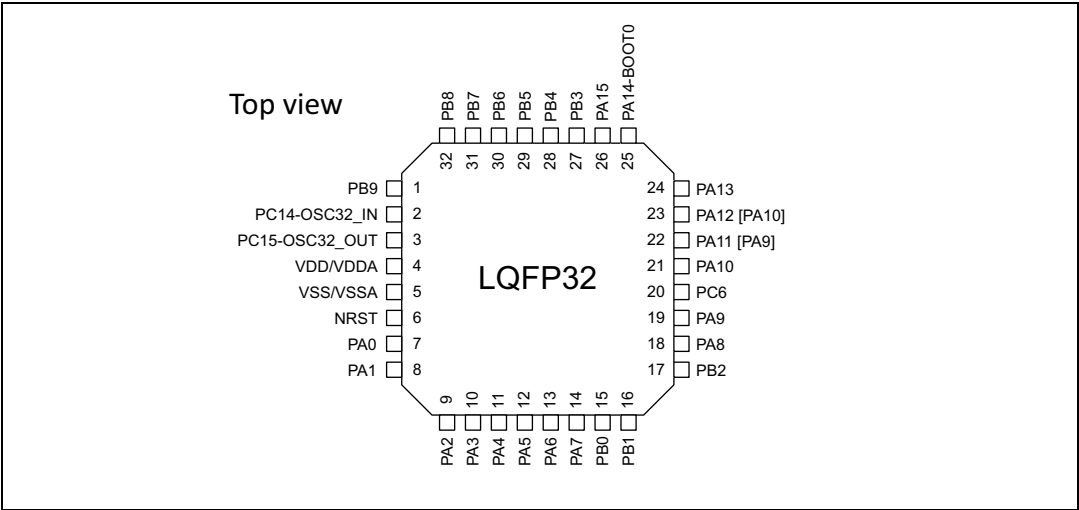 Top view
PB8
PB7
PB6
PB5
PB4
PB3
PA15
PA14-BOOT0
32
31
30
29
28
27
26
25
PB9 1
PC14-OSC32_IN 2
PC15-OSC32_OUT 3
VDD/VDDA 4
VSS/VSSA 5
NRST 6
PA0 7
PA1 8
LQFP32
24 PA13
23 PA12 [PA10]
22 PA11 [PA9]
21 PA10
20 PC6
19 PA9
18 PA8
17 PB2
9
10
11
12
13
14
15
16
PA2
PA3
PA4
PA5
PA6
PA7
PB0
PB1